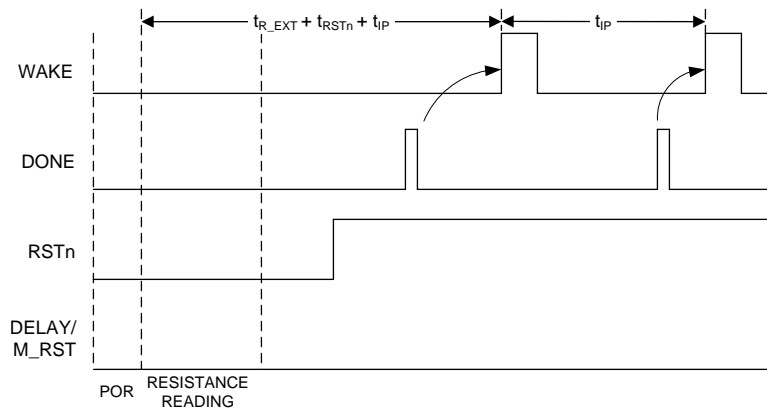 tR_EXT + tRSTn + tIP
tIP
WAKE
DONE
RSTn
DELAY/
M_RST
POR
RESISTANCE
READING